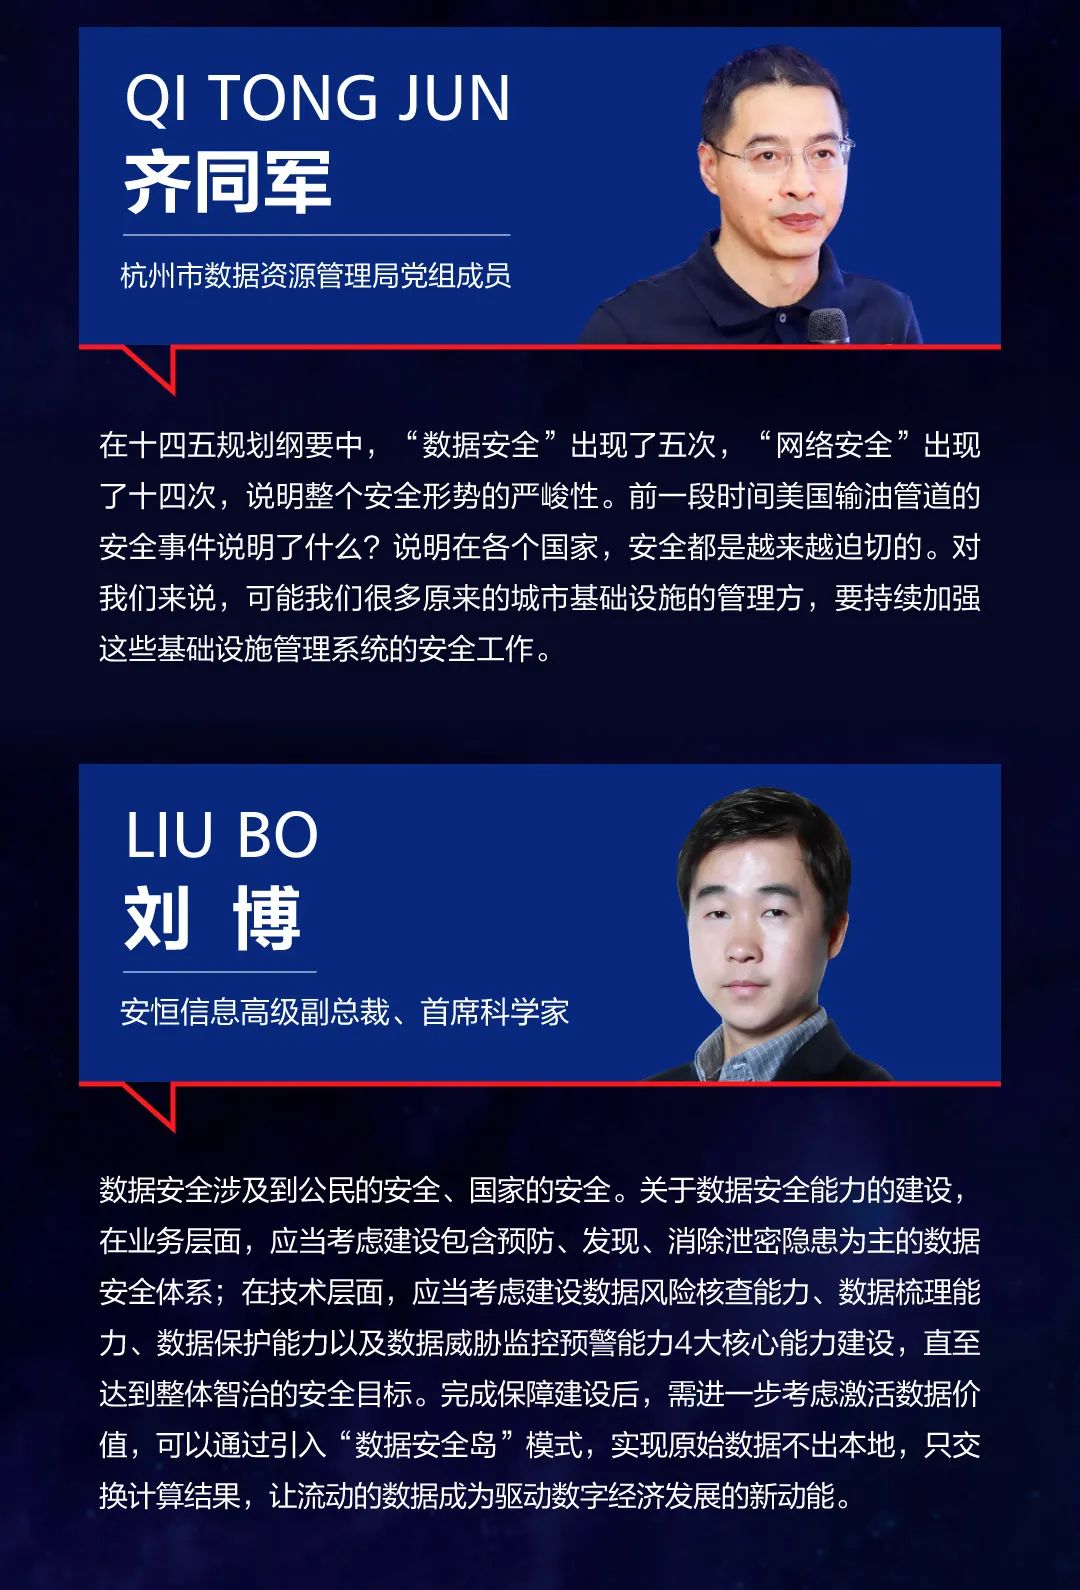 QI TONG JUN
齐同军
杭州市数据资源管理局党组成员
在十四五规划纲要中，“数据安全”出现了五次，“网络安全”出现
了十四次，说明整个安全形势的严峻性。前一段时间美国输油管道的
安全事件说明了什么？说明在各个国家，安全都是越来越迫切的。对
我们来说，可能我们很多原来的城市基础设施的管理方，要持续加强
这些基础设施管理系统的安全工作。
LIU BO
刘 博
安恒信息高级副总裁、首席科学家
数据安全涉及到公民的安全、国家的安全。关于数据安全能力的建设，
在业务层面，应当考虑建设包含预防、发现、消除泄密隐患为主的数据
安全体系；在技术层面，应当考虑建设数据风险核查能力、数据梳理能
力、数据保护能力以及数据威胁监控预警能力4大核心能力建设，直至
达到整体智治的安全目标。完成保障建设后，需进一步考虑激活数据价
值，可以通过引入“数据安全岛”模式，实现原始数据不出本地，只交
换计算结果，让流动的数据成为驱动数字经济发展的新动能。